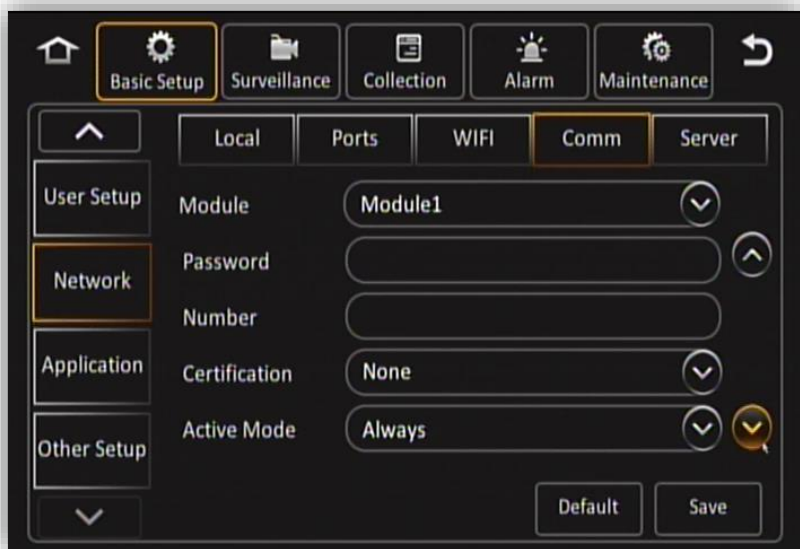 Basic Setup
Surveillance
Collection
Alarm
Maintenance
Local
Ports
WIFI
Comm
Server
User Setup
Network
Application
Other Setup
Module
Module1
Password
Number
Certification
None
Active Mode
Always
Default
Save